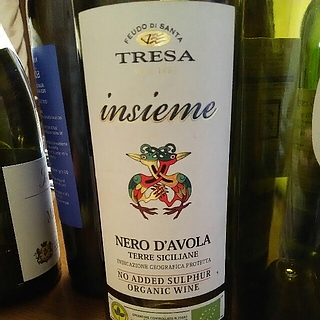 FEUDO DI SANTA
TRESA
insieme
NERO D'AVOLA
TERRE SICILIANE
INDICAZIONE GEOGRAFICA PROTETTA
NO ADDED SULPHUR
ORGANIC WINE